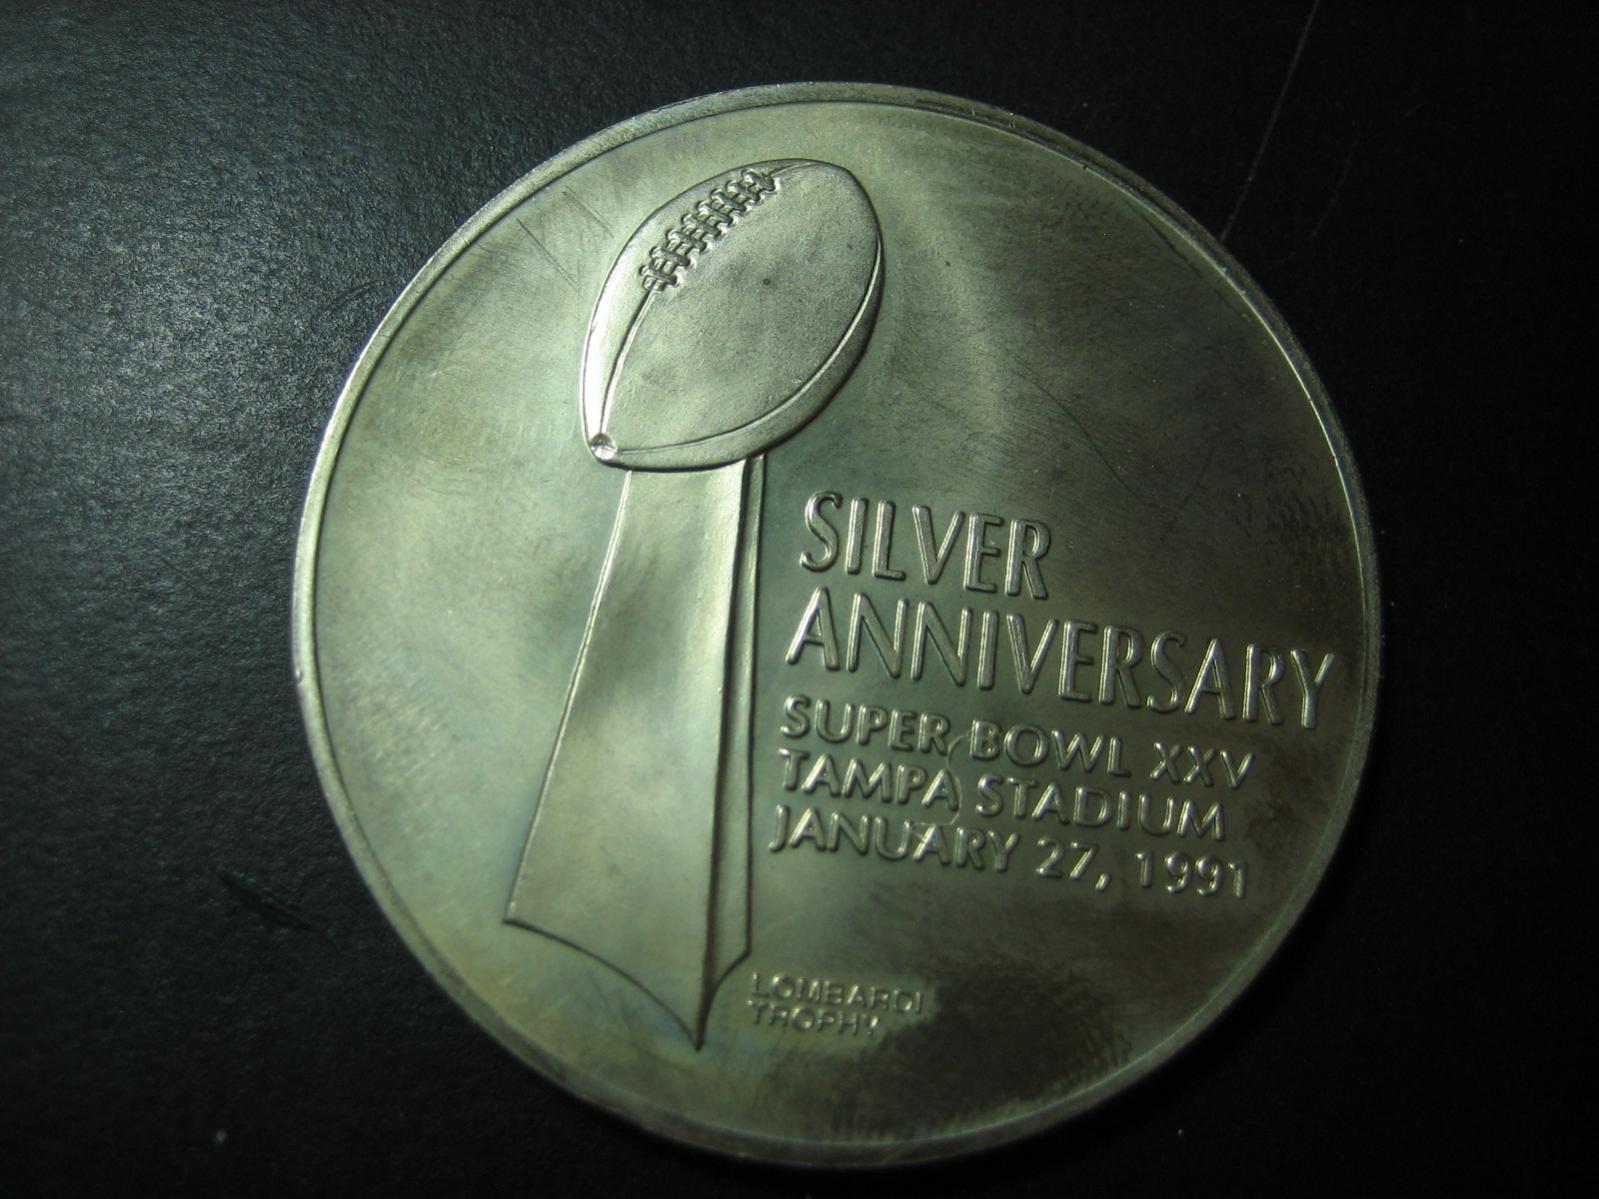 SILVER
ANNIVERSARY
SUPER BOWL XXV
TAMPA STADIUM
JANUARY 27, 1991
LOMBARDI
TROPHY